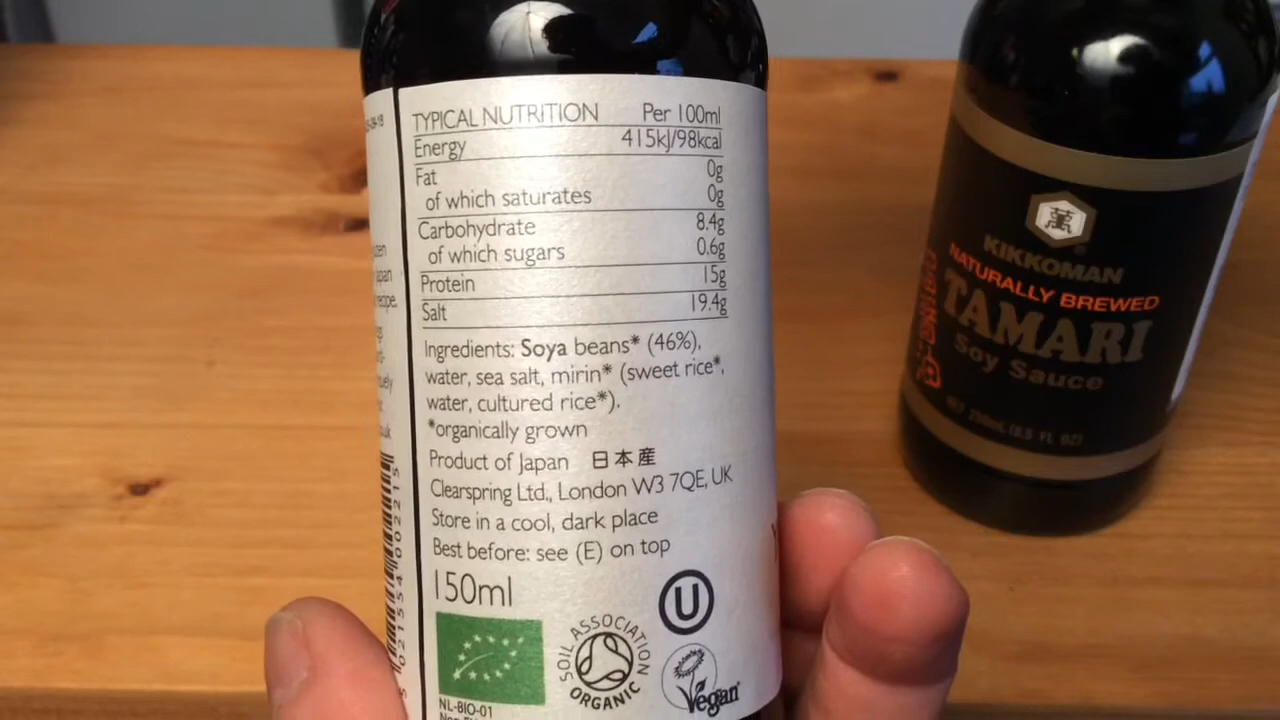 TYPICAL NUTRITION Per 100ml
Energy 415kJ/98kcal
Fat 0g
of which saturates 0g
Carbohydrate 8.4g
of which sugars 0.6g
Protein 15g
Salt 19.4g
Ingredients: Soya beans* (46%),
water, sea salt, mirin* (sweet rice*,
water, cultured rice*).
*organically grown
Product of Japan 日本産
Clearspring Ltd., London W3 7QE, UK
Store in a cool, dark place
Best before: see (E) on top
150ml
U
SOIL ASSOCIATION
ORGANIC
Vegan
NL-BIO-01
5 021554 002215
萬
KIKKOMAN
NATURALLY BREWED
TAMARI
Soy Sauce